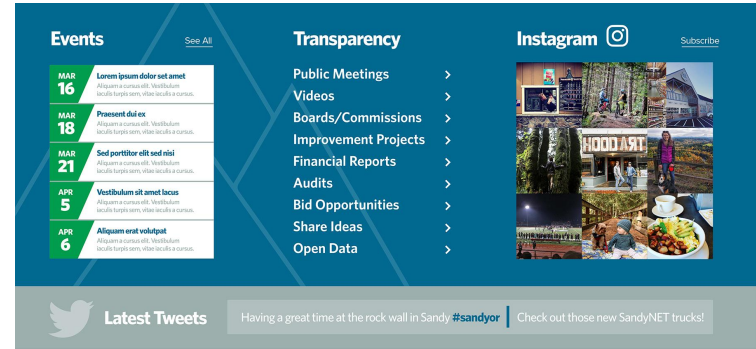 Events
See All
MAR
16
Lorem ipsum dolor set amet
Aliquam a cursus elit. Vestibulum
iaculis turpis sem, vitae iaculis a cursus.
MAR
18
Praesent dui ex
Aliquam a cursus elit. Vestibulum
iaculis turpis sem, vitae iaculis a cursus.
MAR
21
Sed porttitor elit sed nisi
Aliquam a cursus elit. Vestibulum
iaculis turpis sem, vitae iaculis a cursus.
APR
5
Vestibulum sit amet lacus
Aliquam a cursus elit. Vestibulum
iaculis turpis sem, vitae iaculis a cursus.
APR
6
Aliquam erat volutpat
Aliquam a cursus elit. Vestibulum
iaculis turpis sem, vitae iaculis a cursus.
Transparency
Public Meetings
Videos
Boards/Commissions
Improvement Projects
Financial Reports
Audits
Bid Opportunities
Share Ideas
Open Data
Instagram
Subscribe
HOOD ART
Latest Tweets
Having a great time at the rock wall in Sandy #sandyor
Check out those new SandyNET trucks!